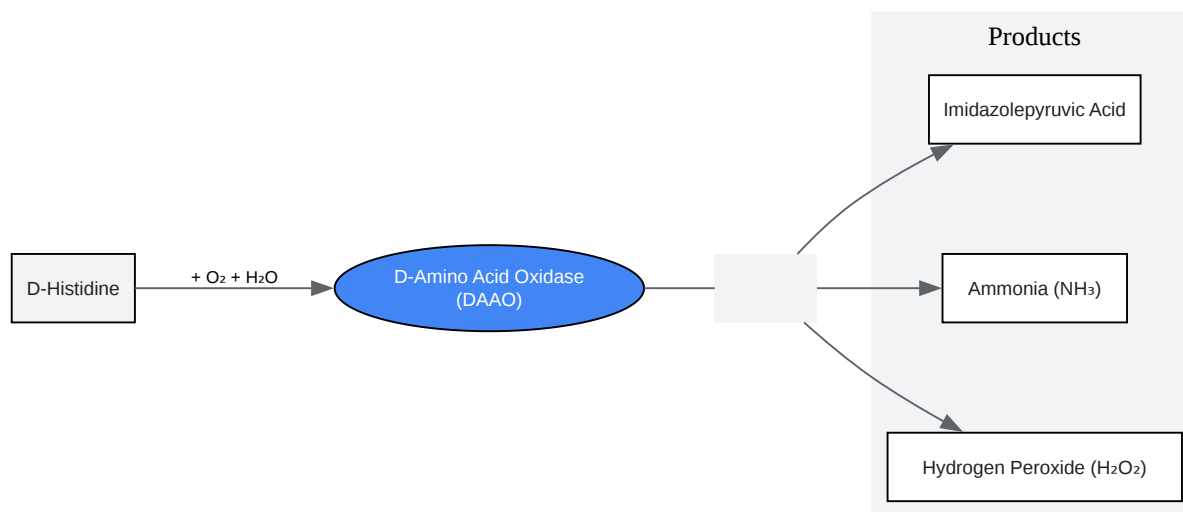 Products
Imidazolepyruvic Acid
D-Histidine
+ O₂ + H₂O
D-Amino Acid Oxidase
(DAAO)
Ammonia (NH₃)
Hydrogen Peroxide (H₂O₂)